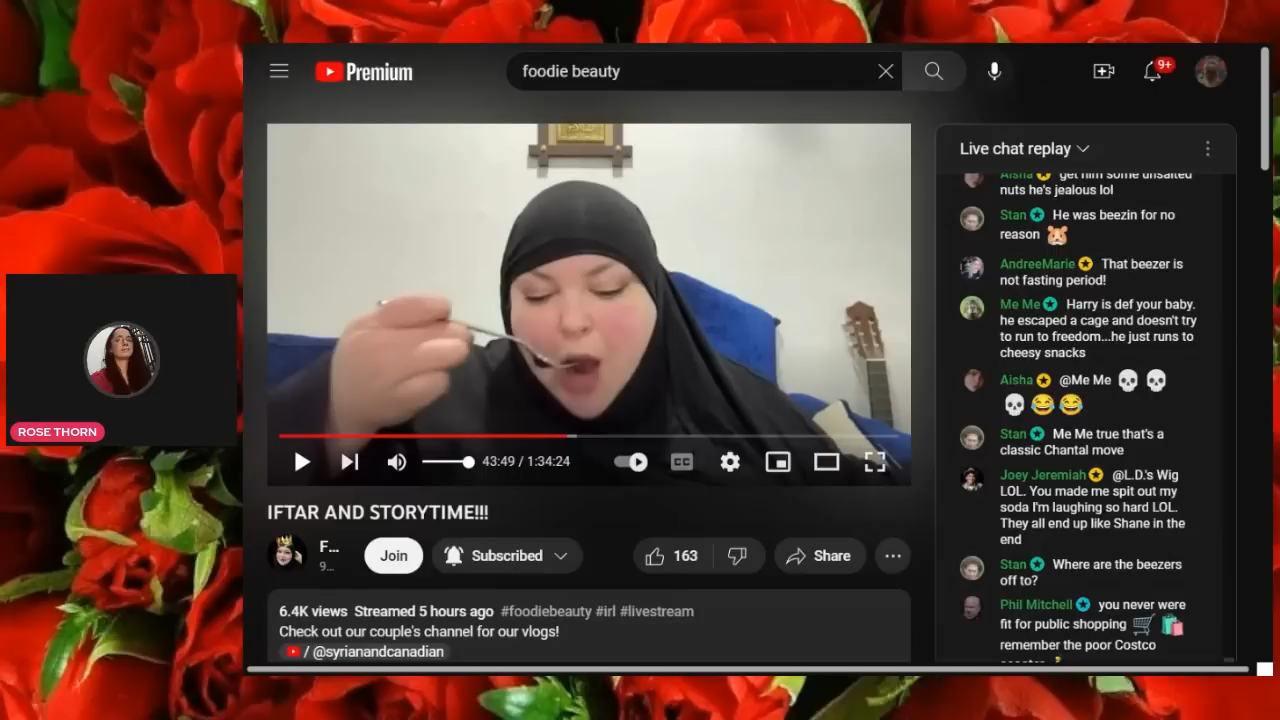 Premium
foodie beauty
9+
ROSE THORN
43:49 / 1:34:24
CC
IFTAR AND STORYTIME!!!
F...
9...
Join
Subscribed
163
Share
6.4K views Streamed 5 hours ago #foodiebeauty #irl #livestream
Check out our couple's channel for our vlogs!
/ @syrianandcanadian
Live chat replay
Aisha get him some unsalted
nuts he's jealous lol
Stan He was beezin for no
reason 🐹
AndreeMarie That beezer is
not fasting period!
Me Me Harry is def your baby.
he escaped a cage and doesn't try
to run to freedom...he just runs to
cheesy snacks
Aisha @Me Me 💀 💀
💀 😂 😂
Stan Me Me true that's a
classic Chantal move
Joey Jeremiah @L.D.'s Wig
LOL. You made me spit out my
soda I'm laughing so hard LOL.
They all end up like Shane in the
end
Stan Where are the beezers
off to?
Phil Mitchell you never were
fit for public shopping 🛒 🛍️
remember the poor Costco